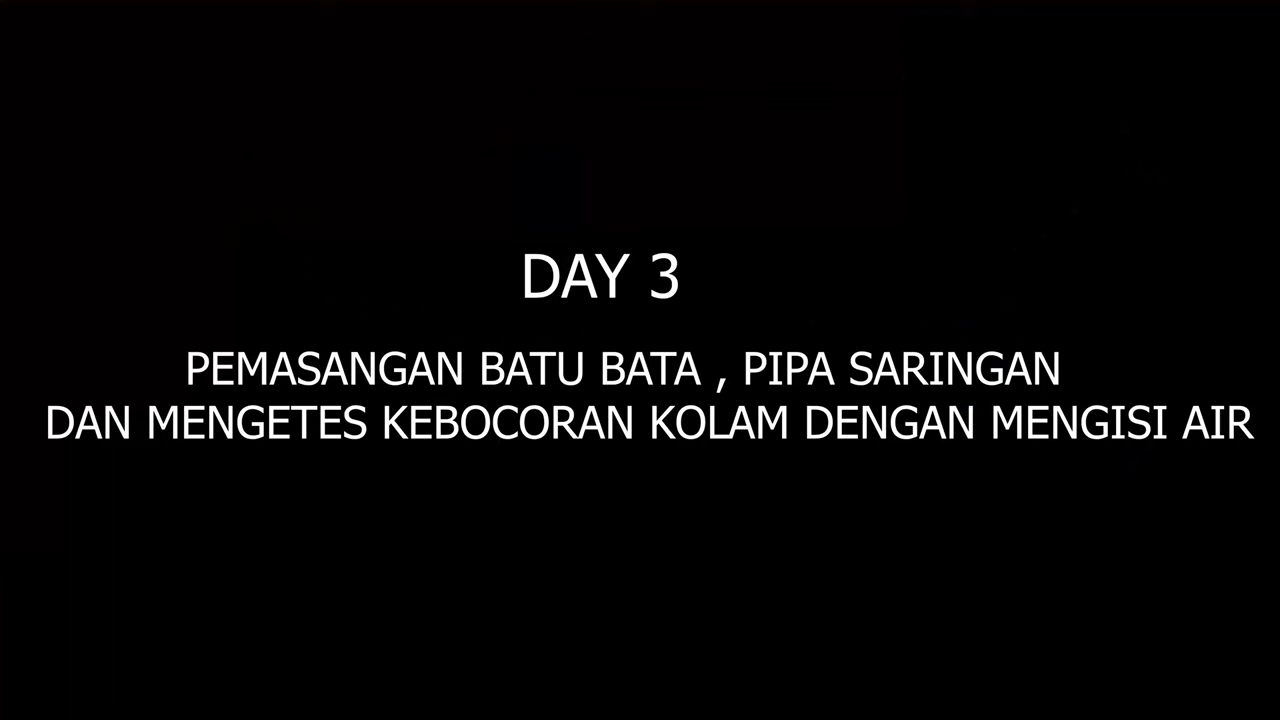 DAY 3
PEMASANGAN BATU BATA , PIPA SARINGAN
DAN MENGETES KEBOCORAN KOLAM DENGAN MENGISI AIR